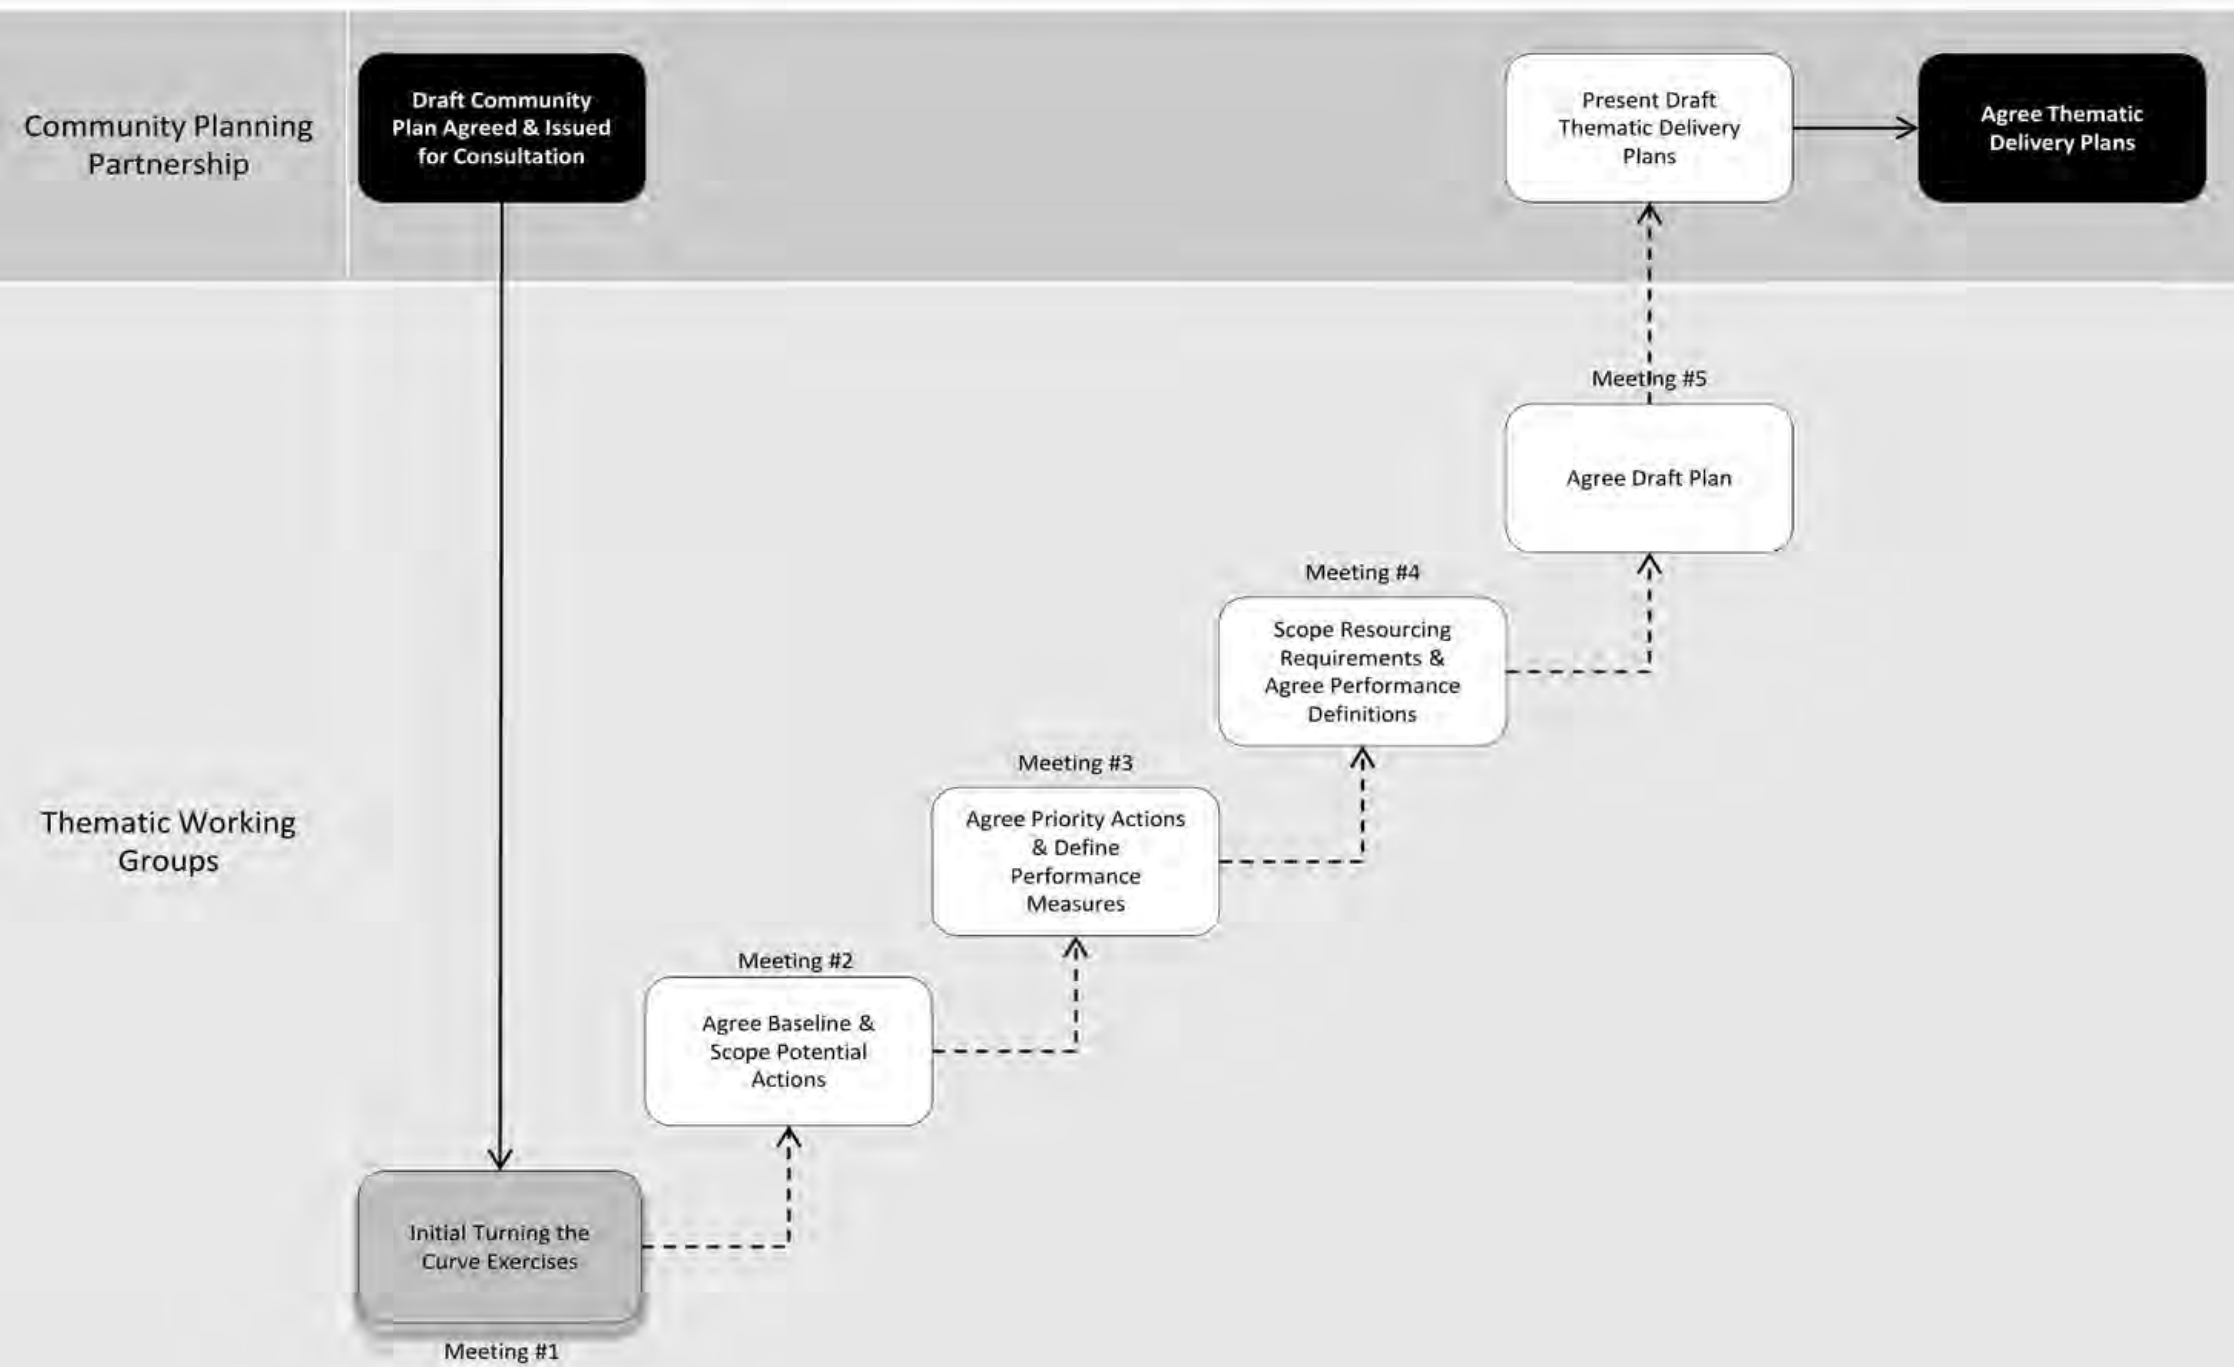 Community Planning
Partnership
Draft Community
Plan Agreed & Issued
for Consultation
Present Draft
Thematic Delivery
Plans
Agree Thematic
Delivery Plans
Thematic Working
Groups
Meeting #5
Agree Draft Plan
Meeting #4
Scope Resourcing
Requirements &
Agree Performance
Definitions
Meeting #3
Agree Priority Actions
& Define
Performance
Measures
Meeting #2
Agree Baseline &
Scope Potential
Actions
Initial Turning the
Curve Exercises
Meeting #1